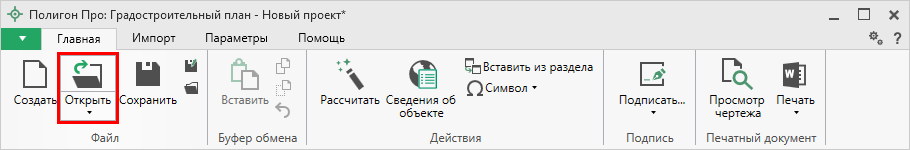 Полигон Про: Градостроительный план - Новый проект*
Главная Импорт Параметры Помощь
?
Создать Открыть Сохранить
Вставить
Рассчитать Сведения об объекте
Вставить из раздела
Ω Символ
Подписать...
Просмотр чертежа
Печать
Файл Буфер обмена Действия Подпись Печатный документ